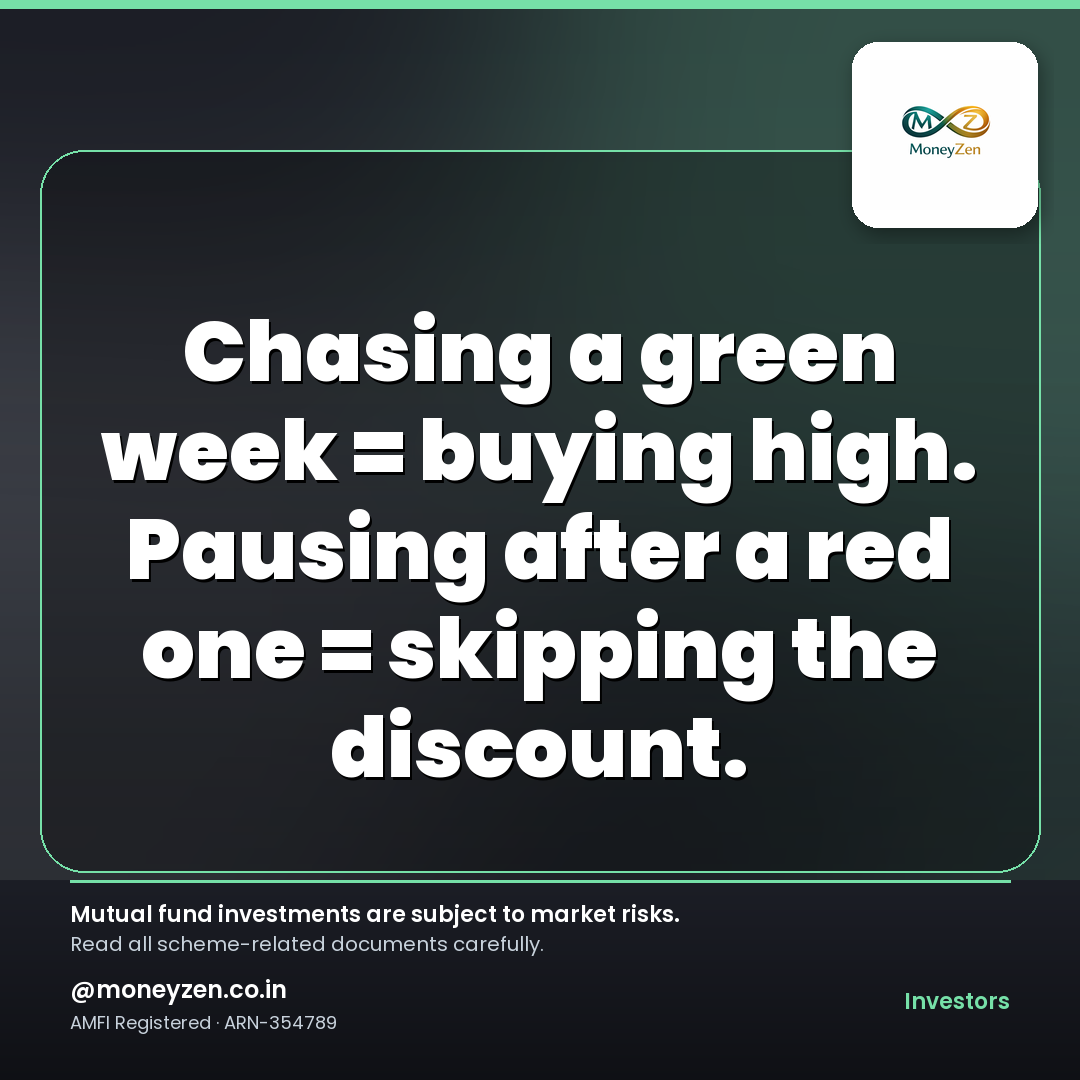 M Z
MoneyZen
Chasing a green
week = buying high.
Pausing after a red
one = skipping the
discount.
Mutual fund investments are subject to market risks.
Read all scheme-related documents carefully.
@moneyzen.co.in
AMFI Registered · ARN-354789
Investors